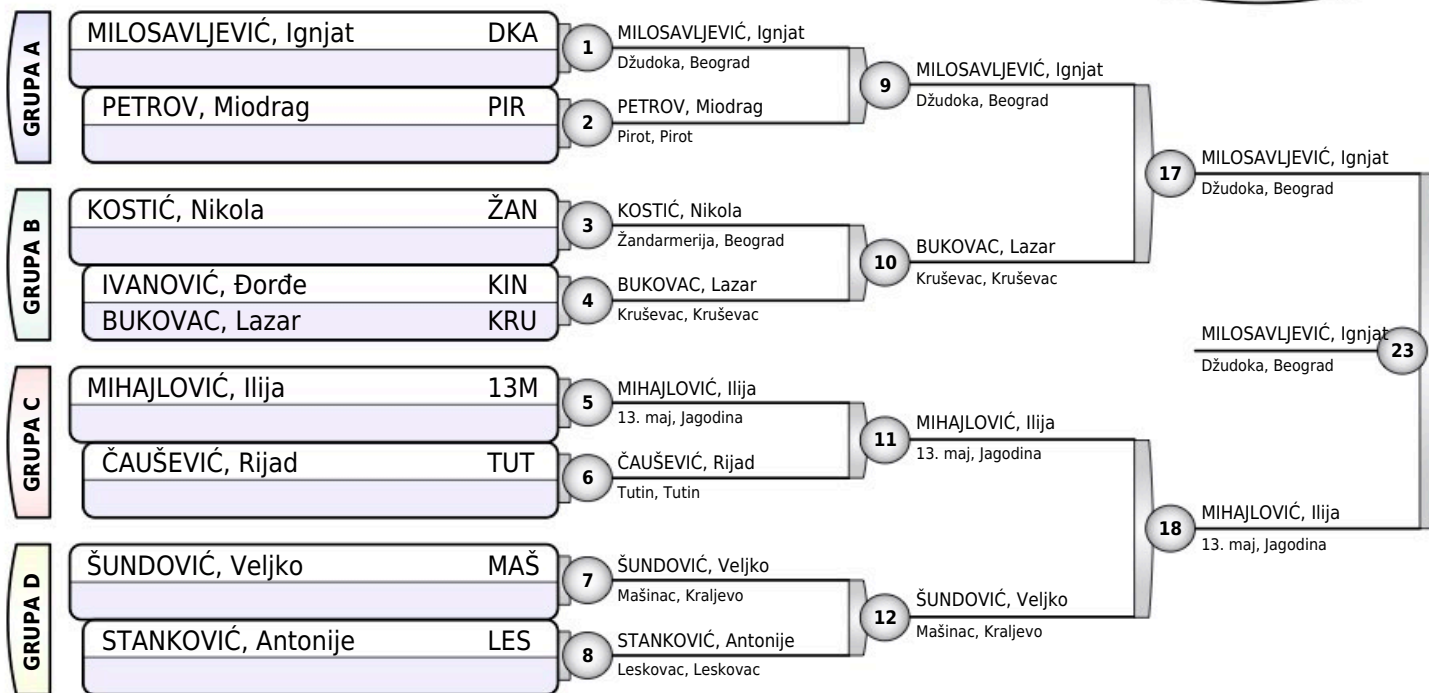 GRUPA A
MILOSAVLJEVIĆ, Ignjat DKA
PETROV, Miodrag PIR
GRUPA B
KOSTIĆ, Nikola ŽAN
IVANOVIĆ, Đorđe KIN
BUKOVAC, Lazar KRU
GRUPA C
MIHAJLOVIĆ, Ilija 13M
ČAUŠEVIĆ, Rijad TUT
GRUPA D
ŠUNDOVIĆ, Veljko MAŠ
STANKOVIĆ, Antonije LES
1
MILOSAVLJEVIĆ, Ignjat
Džudoka, Beograd
2
PETROV, Miodrag
Pirot, Pirot
3
KOSTIĆ, Nikola
Žandarmerija, Beograd
4
BUKOVAC, Lazar
Kruševac, Kruševac
5
MIHAJLOVIĆ, Ilija
13. maj, Jagodina
6
ČAUŠEVIĆ, Rijad
Tutin, Tutin
7
ŠUNDOVIĆ, Veljko
Mašinac, Kraljevo
8
STANKOVIĆ, Antonije
Leskovac, Leskovac
9
MILOSAVLJEVIĆ, Ignjat
Džudoka, Beograd
10
BUKOVAC, Lazar
Kruševac, Kruševac
11
MIHAJLOVIĆ, Ilija
13. maj, Jagodina
12
ŠUNDOVIĆ, Veljko
Mašinac, Kraljevo
17
MILOSAVLJEVIĆ, Ignjat
Džudoka, Beograd
18
MIHAJLOVIĆ, Ilija
13. maj, Jagodina
MILOSAVLJEVIĆ, Ignjat
23
Džudoka, Beograd